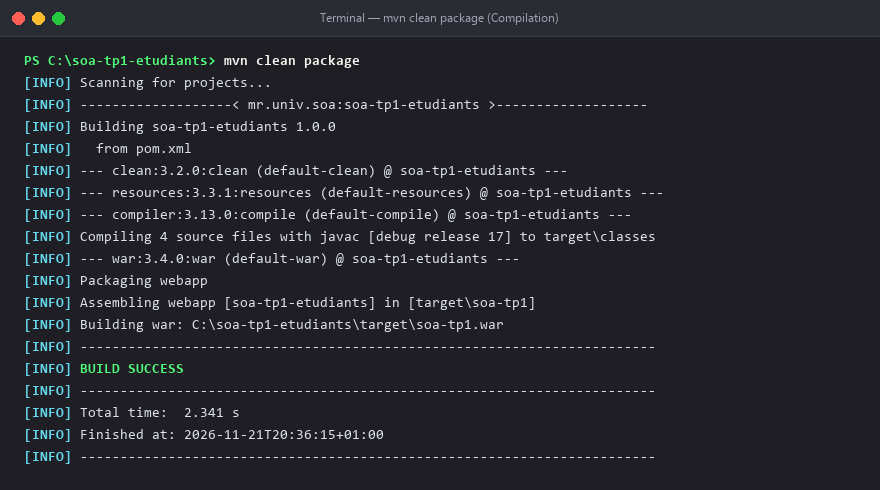 Terminal — mvn clean package (Compilation)
PS C:\soa-tp1-etudiants> mvn clean package
[INFO] Scanning for projects...
[INFO] -------------------< mr.univ.soa:soa-tp1-etudiants >-------------------
[INFO] Building soa-tp1-etudiants 1.0.0
[INFO]   from pom.xml
[INFO] --- clean:3.2.0:clean (default-clean) @ soa-tp1-etudiants ---
[INFO] --- resources:3.3.1:resources (default-resources) @ soa-tp1-etudiants ---
[INFO] --- compiler:3.13.0:compile (default-compile) @ soa-tp1-etudiants ---
[INFO] Compiling 4 source files with javac [debug release 17] to target\classes
[INFO] --- war:3.4.0:war (default-war) @ soa-tp1-etudiants ---
[INFO] Packaging webapp
[INFO] Assembling webapp [soa-tp1-etudiants] in [target\soa-tp1]
[INFO] Building war: C:\soa-tp1-etudiants\target\soa-tp1.war
[INFO] ------------------------------------------------------------------------
[INFO] BUILD SUCCESS
[INFO] ------------------------------------------------------------------------
[INFO] Total time:  2.341 s
[INFO] Finished at: 2026-11-21T20:36:15+01:00
[INFO] ------------------------------------------------------------------------